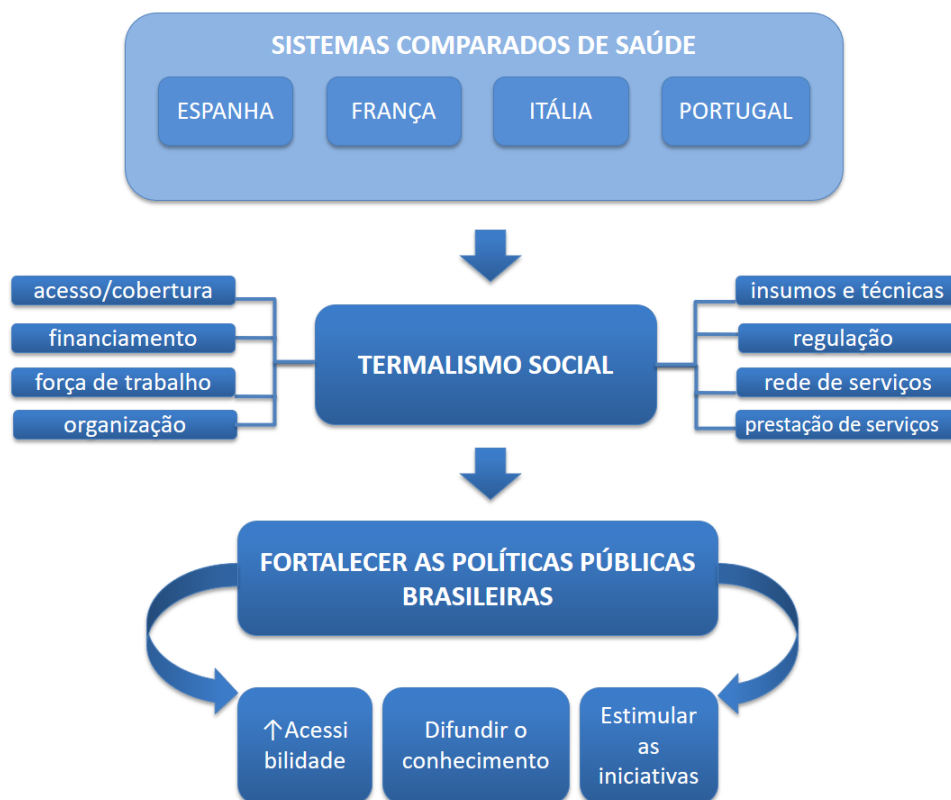 SISTEMAS COMPARADOS DE SAÚDE
ESPANHA
FRANÇA
ITÁLIA
PORTUGAL
acesso/cobertura
financiamento
força de trabalho
organização
TERMALISMO SOCIAL
insumos e técnicas
regulação
rede de serviços
prestação de serviços
FORTALECER AS POLÍTICAS PÚBLICAS
BRASILEIRAS
↑Acessi
bilidade
Difundir o
conhecimento
Estimular
as
iniciativas